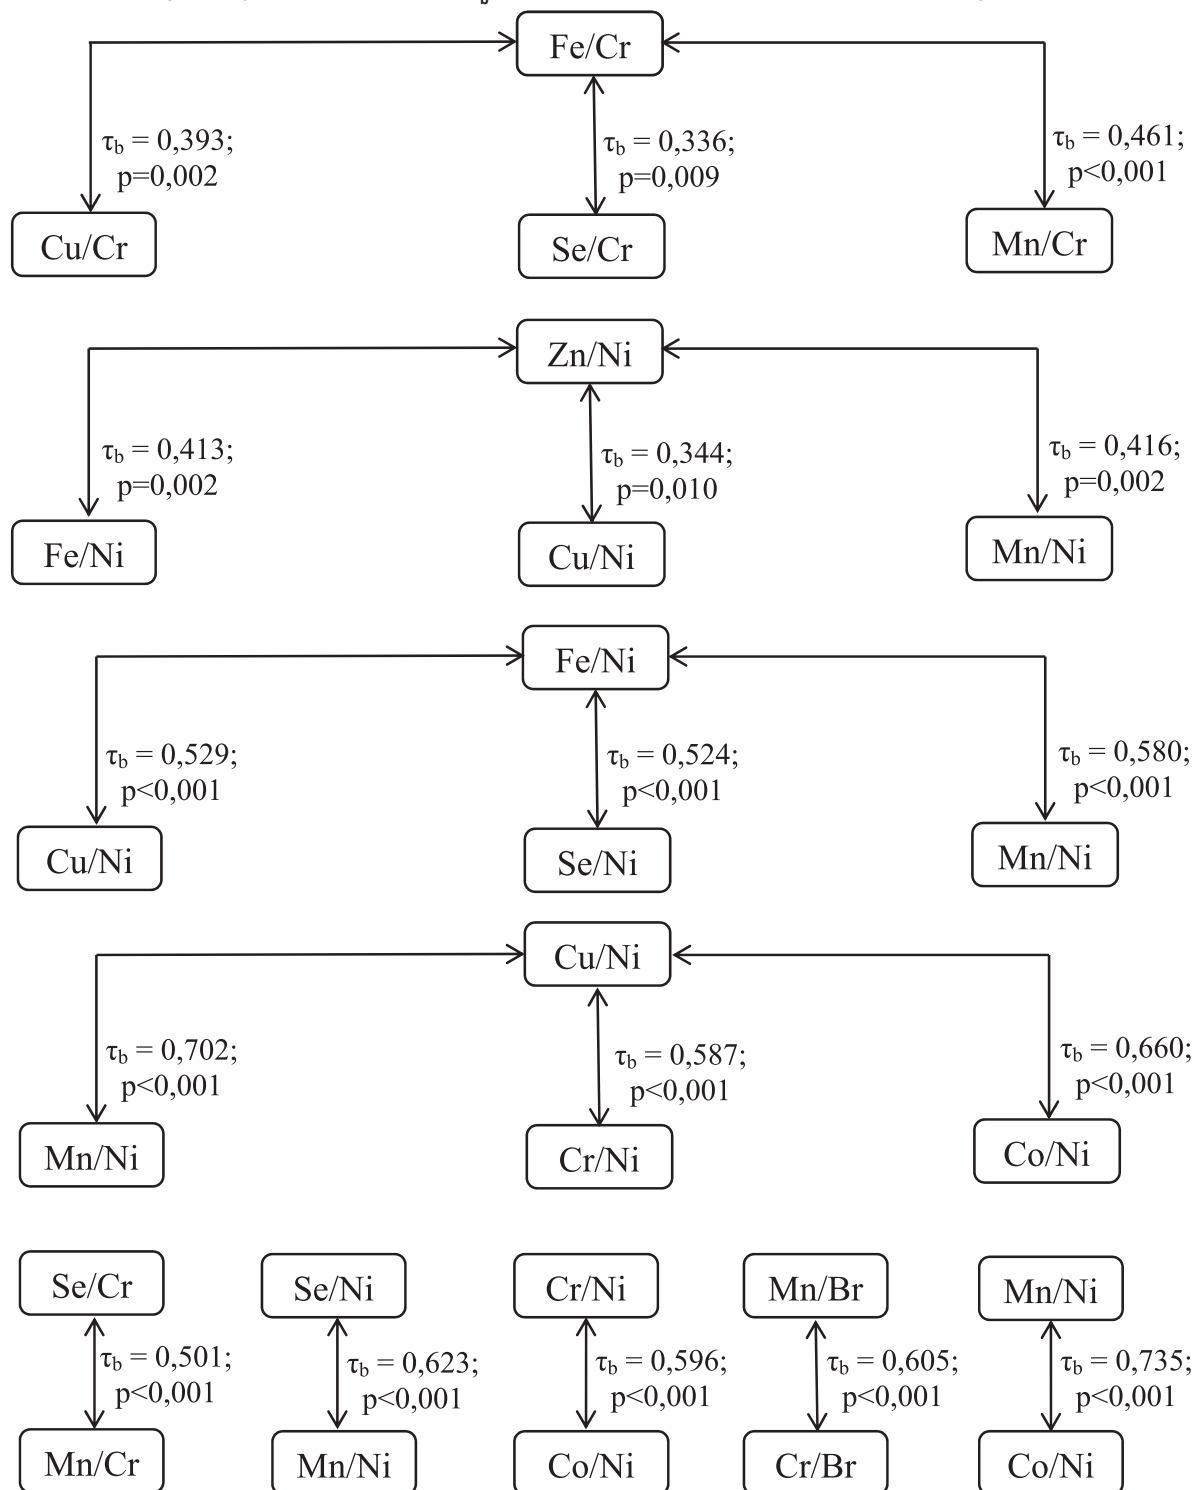 Fe/Cr
τb = 0,393;
p=0,002
τb = 0,336;
p=0,009
τb = 0,461;
p<0,001
Cu/Cr
Se/Cr
Mn/Cr
Zn/Ni
τb = 0,413;
p=0,002
τb = 0,344;
p=0,010
τb = 0,416;
p=0,002
Fe/Ni
Cu/Ni
Mn/Ni
Fe/Ni
τb = 0,529;
p<0,001
τb = 0,524;
p<0,001
τb = 0,580;
p<0,001
Cu/Ni
Se/Ni
Mn/Ni
Cu/Ni
τb = 0,702;
p<0,001
τb = 0,587;
p<0,001
τb = 0,660;
p<0,001
Mn/Ni
Cr/Ni
Co/Ni
Se/Cr
τb = 0,501;
p<0,001
Mn/Cr
Se/Ni
τb = 0,623;
p<0,001
Mn/Ni
Cr/Ni
τb = 0,596;
p<0,001
Co/Ni
Mn/Br
τb = 0,605;
p<0,001
Cr/Br
Mn/Ni
τb = 0,735;
p<0,001
Co/Ni